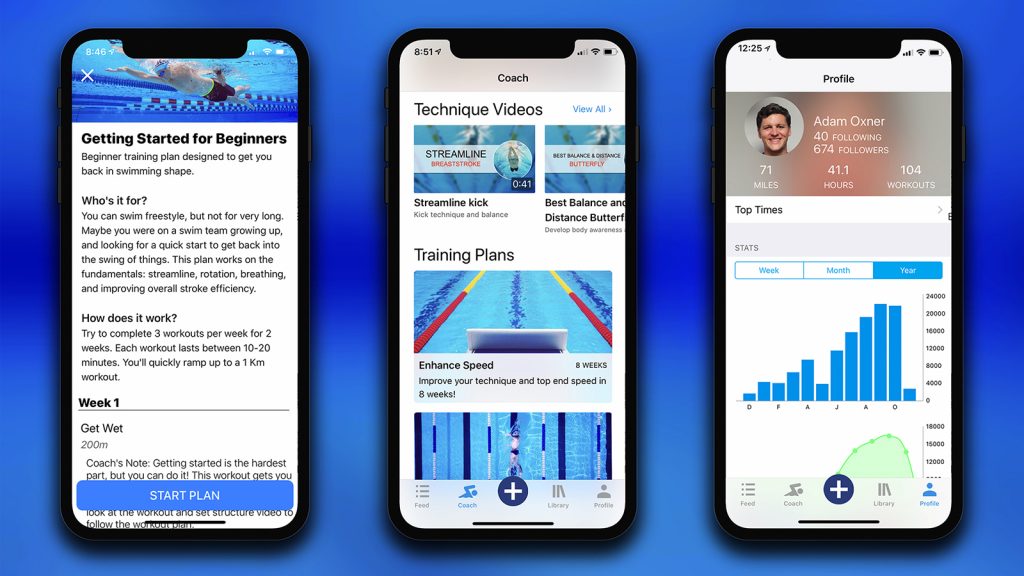 8:46
Getting Started for Beginners
Beginner training plan designed to get you
back in swimming shape.
Who's it for?
You can swim freestyle, but not for very long.
Maybe you were on a swim team growing up,
and looking for a quick start to get back into
the swing of things. This plan works on the
fundamentals: streamline, rotation, breathing,
and improving overall stroke efficiency.
How does it work?
Try to complete 3 workouts per week for 2
weeks. Each workout lasts between 10-20
minutes. You'll quickly ramp up to a 1 Km
workout.
Week 1
Get Wet
200m
Coach's Note: Getting started is the hardest
part, but you can do it! This workout gets you
START PLAN
look at the workout and set structure video to
follow the workout plan.
8:51
Coach
Technique Videos
View All ›
STREAMLINE
BREASTSTROKE
0:41
BEST BALANCE & DISTANCE
BUTTERFLY
Streamline kick
Kick technique and balance
Best Balance and
Distance Butterf
Develop body awareness a
Training Plans
Enhance Speed
8 WEEKS
Improve your technique and top end speed in
8 weeks!
Feed
Coach
Library
Profile
12:25
Profile
Adam Oxner
40 FOLLOWING
674 FOLLOWERS
71
MILES
41.1
HOURS
104
WORKOUTS
Top Times
STATS
Week
Month
Year
24000
20000
16000
12000
8000
4000
0
D F A J A O
18000
15000
12000
Feed
Coach
Library
Profile